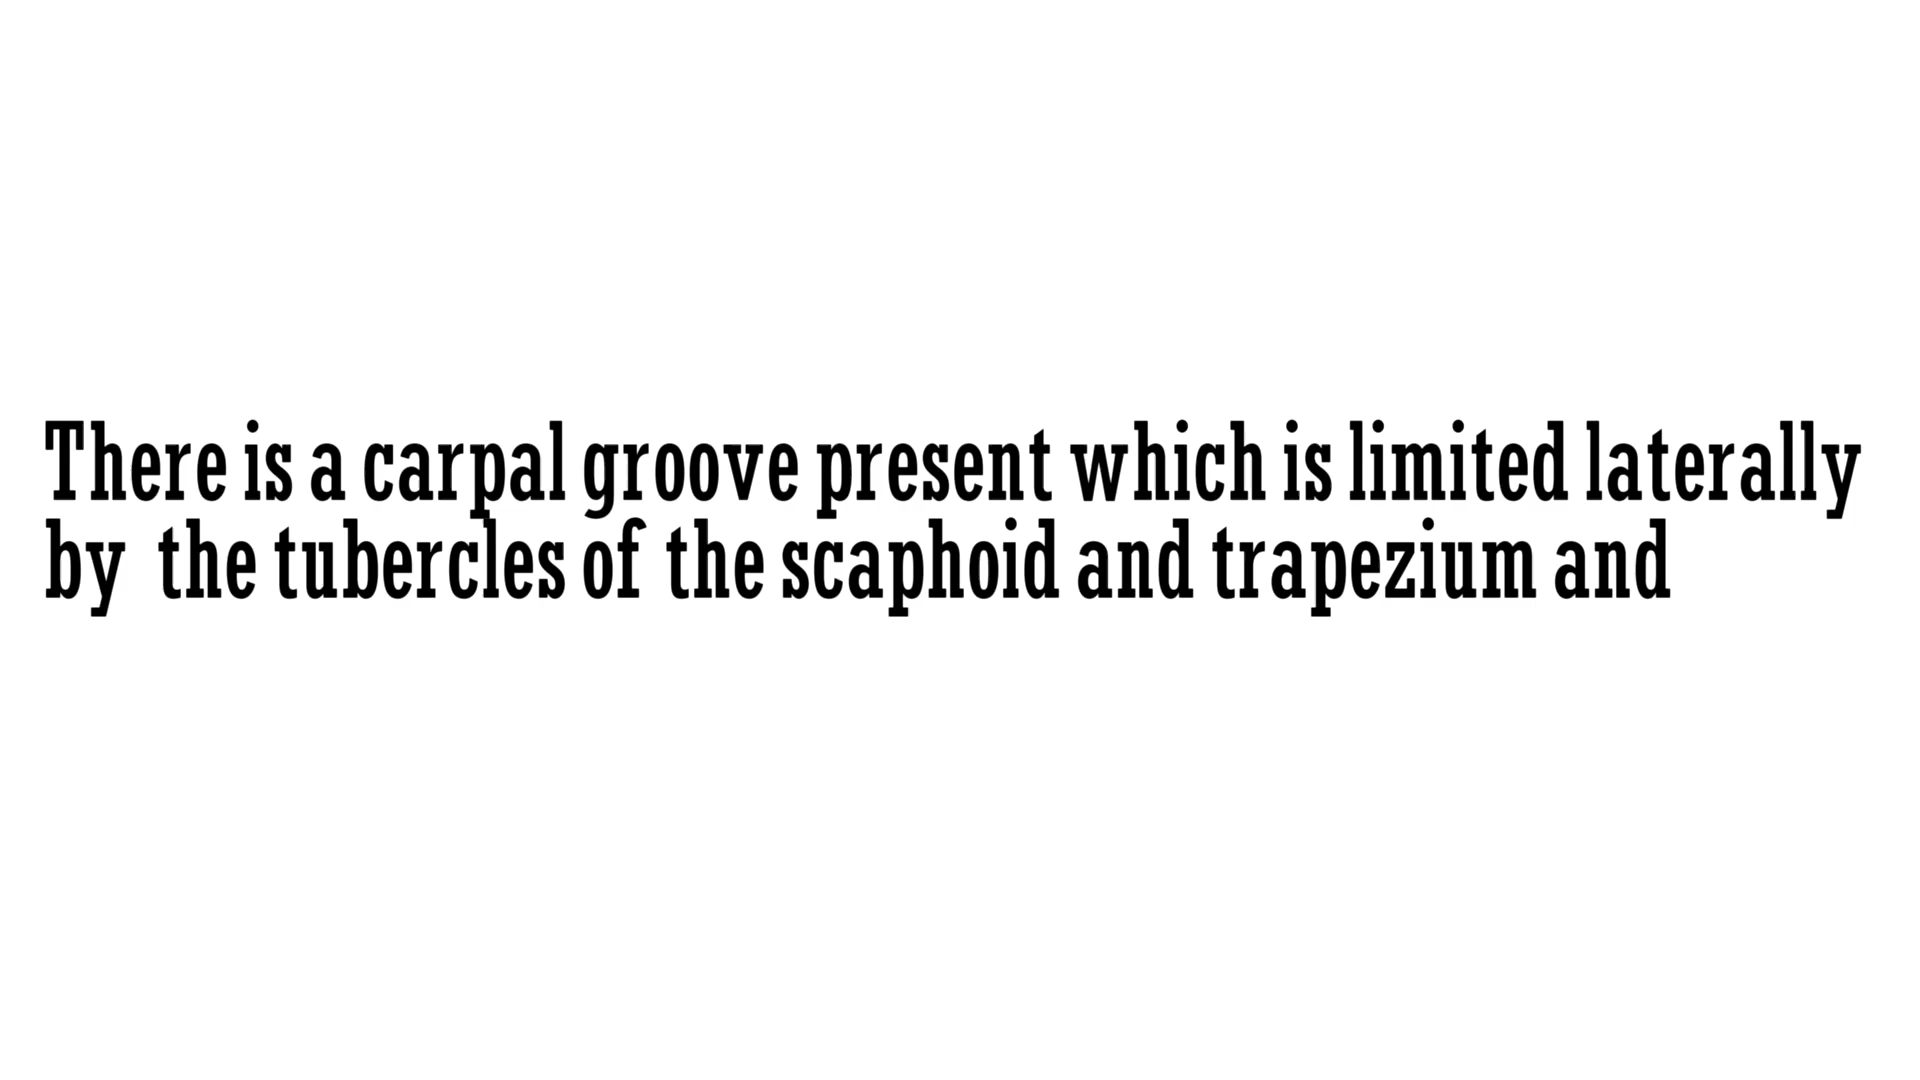 There is a carpal groove present which is limited laterally
by the tubercles of the scaphoid and trapezium and